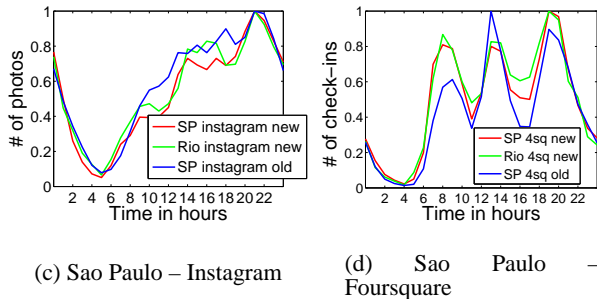 # of photos
1
0.8
0.6
0.4
0.2
0
2 4 6 8 10 12 14 16 18 20 22
Time in hours
SP instagram new
Rio instagram new
SP instagram old
(c) Sao Paulo – Instagram
# of check−ins
1
0.8
0.6
0.4
0.2
0
2 4 6 8 10 12 14 16 18 20 22
Time in hours
SP 4sq new
Rio 4sq new
SP 4sq old
(d) Sao Paulo –
Foursquare